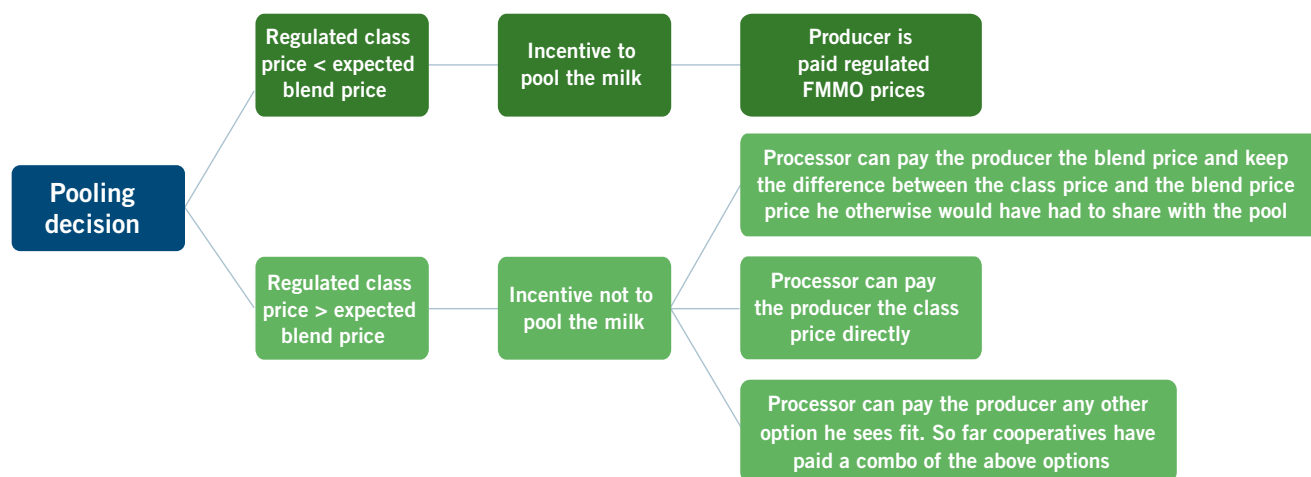 Pooling
decision
Regulated class
price < expected
blend price
Incentive to
pool the milk
Producer is
paid regulated
FMMO prices
Regulated class
price > expected
blend price
Incentive not to
pool the milk
Processor can pay the producer the blend price and keep
the difference between the class price and the blend price
price he otherwise would have had to share with the pool
Processor can pay
the producer the class
price directly
Processor can pay the producer any other
option he sees fit. So far cooperatives have
paid a combo of the above options